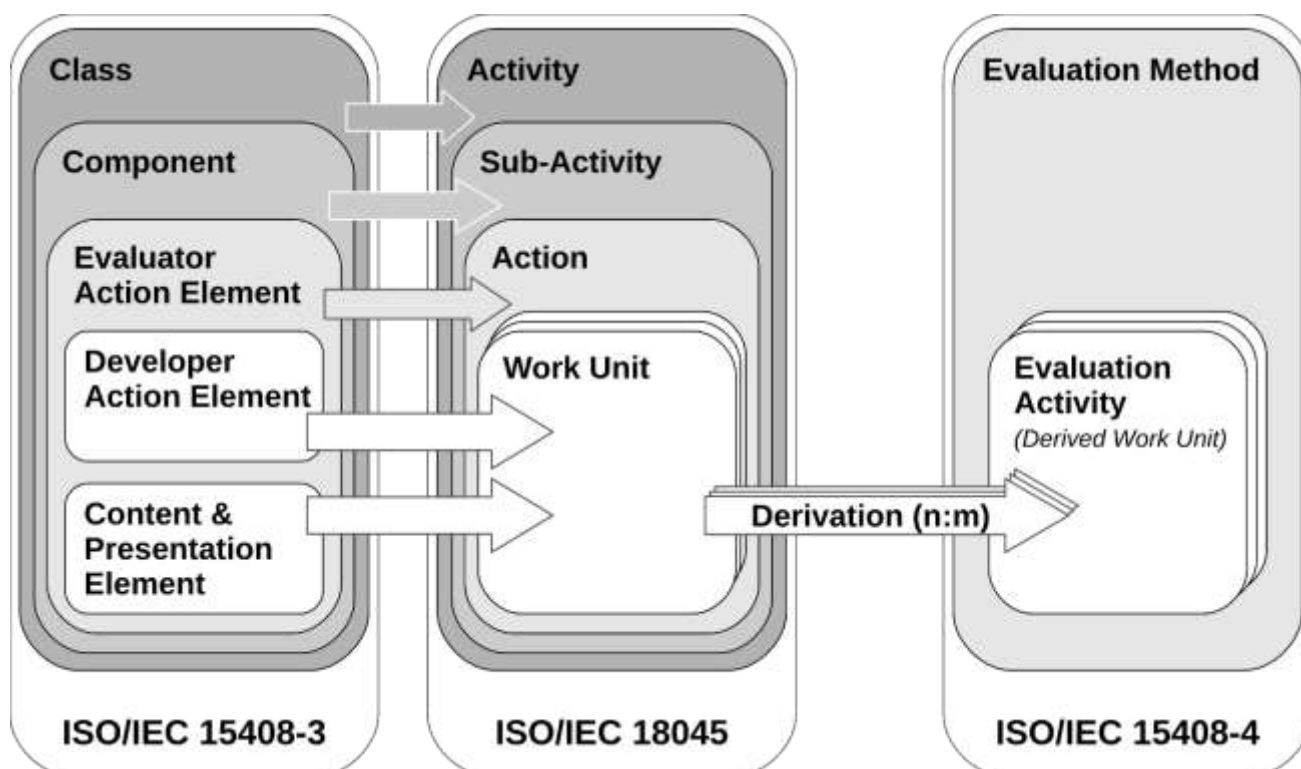 Class
Component
Evaluator
Action Element
Developer
Action Element
Content &
Presentation
Element
ISO/IEC 15408-3
Activity
Sub-Activity
Action
Work Unit
ISO/IEC 18045
Derivation (n:m)
Evaluation Method
Evaluation
Activity
(Derived Work Unit)
ISO/IEC 15408-4